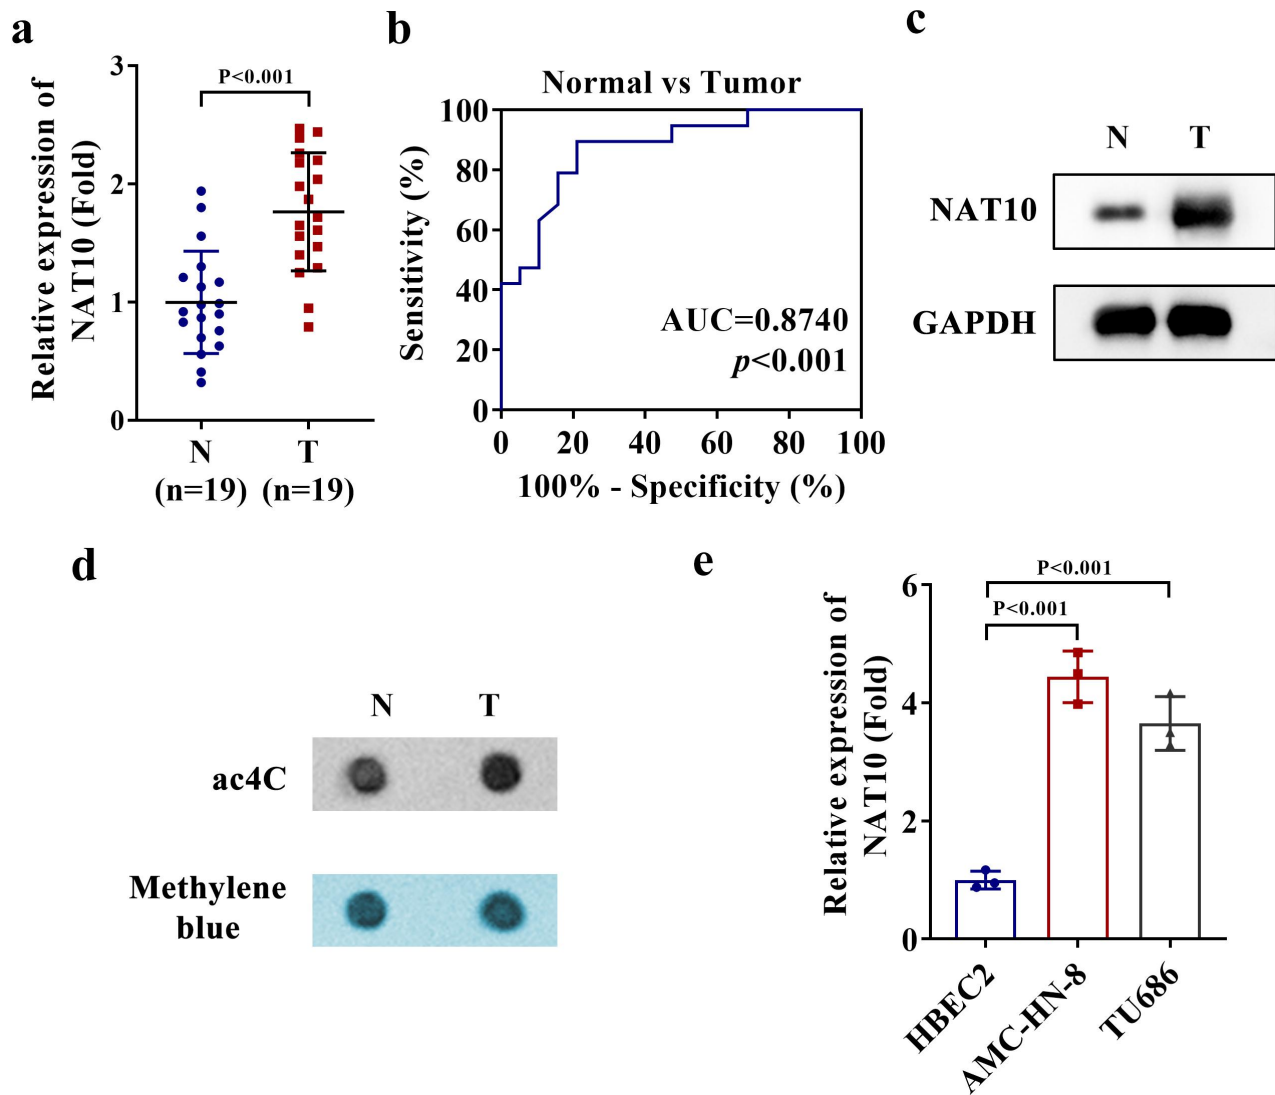 a
Relative expression of
NAT10 (Fold)
3
2
1
0
P<0.001
N
T
(n=19)
(n=19)
b
Normal vs Tumor
Sensitivity (%)
100
80
60
40
20
0
AUC=0.8740
p<0.001
0 20 40 60 80 100
100% - Specificity (%)
c
N T
NAT10
GAPDH
d
N T
ac4C
Methylene
blue
e
Relative expression of
NAT10 (Fold)
6
4
2
0
P<0.001
P<0.001
HBEC2
AMC-HN-8
TU686